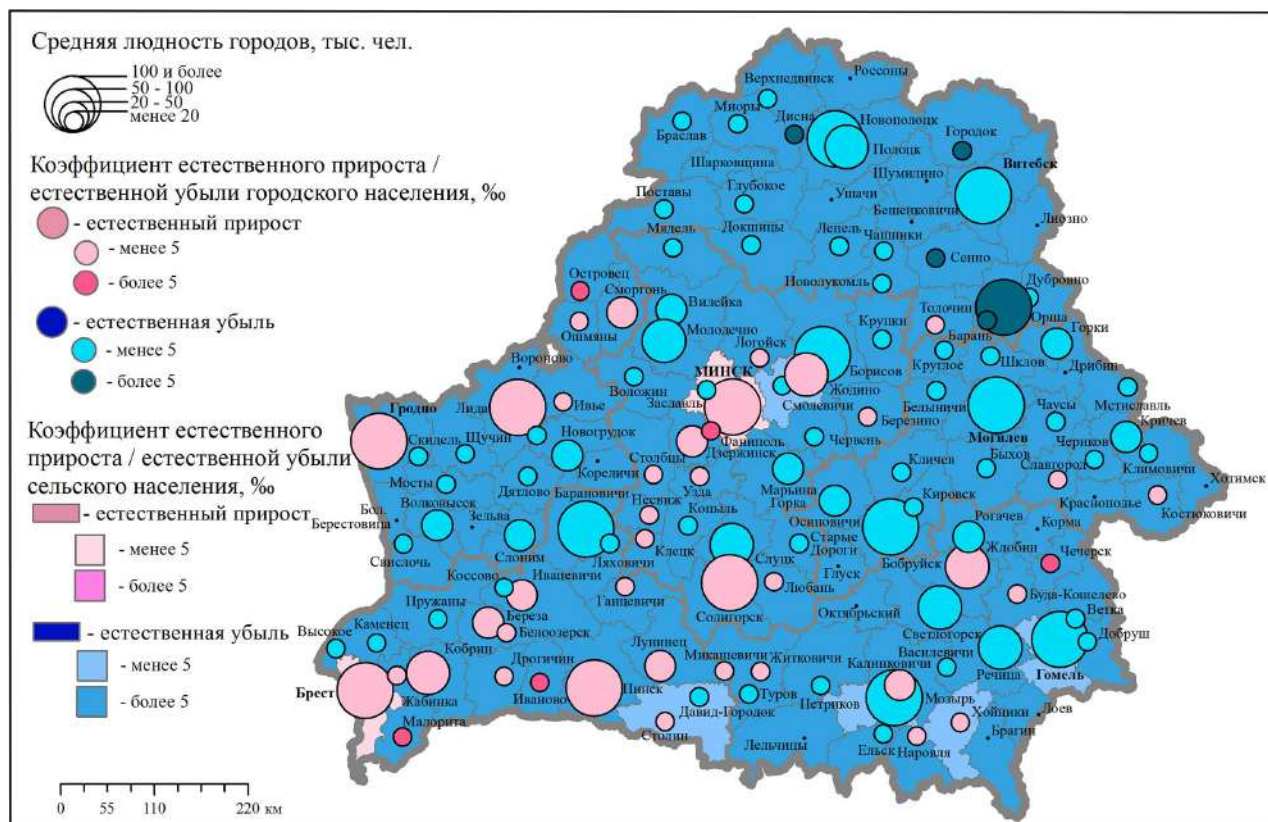 Средняя людность городов, тыс. чел.
100 и более
50 - 100
20 - 50
менее 20
Коэффициент естественного прироста /
естественной убыли городского населения, ‰
- естественный прирост
- менее 5
- более 5
- естественная убыль
- менее 5
- более 5
Коэффициент естественного
прироста / естественной убыли
сельского населения, ‰
- естественный прирост
- менее 5
- более 5
- естественная убыль
- менее 5
- более 5
0 55 110 220 км
Верхнедвинск
Россоны
Миоры
Дисна
Новополоцк
Браслав
Полоцк
Городок
Витебск
Шарковщина
Шумилино
Поставы
Глубокое
Ушачи
Бешенковичи
Лиозно
Мядель
Докшицы
Лепель
Чашники
Сенно
Островец
Новолукомль
Дубровно
Сморгонь
Вилейка
Толочин
Орша
Ошмяны
Молодечно
Крупки
Барань
Горки
Логойск
Круглое
Шклов
Вороново
МИНСК
Борисов
Дрибин
Воложин
Жодино
Гродно
Лида
Ивье
Заславль
Смолевичи
Белыничи
Мстиславль
Березино
Чаусы
Кричев
Скидель
Щучин
Новогрудок
Фаниполь
Червень
Могилев
Чериков
Дзержинск
Кореличи
Столбцы
Кличев
Быхов
Славгород
Климовичи
Мосты
Дятлово
Узда
Марьина
Горка
Хотимск
Волковысск
Барановичи
Несвиж
Кировск
Краснополье
Бол.
Берестовица
Зельва
Копыль
Осиповичи
Рогачев
Костюковичи
Корма
Свислочь
Слоним
Ляховичи
Клецк
Старые
Дороги
Слуцк
Бобруйск
Жлобин
Чечерск
Коссово
Ивацевичи
Глуск
Любань
Ганцевичи
Буда-Кошелево
Пружаны
Береза
Солигорск
Октябрьский
Ветка
Высокое
Каменец
Белоозерск
Светлогорск
Добруш
Кобрин
Лунинец
Василевичи
Дрогичин
Микашевичи
Житковичи
Калинковичи
Речица
Гомель
Брест
Жабинка
Иваново
Пинск
Туров
Петриков
Мозырь
Малорита
Давид-Городок
Хойники
Лоев
Столин
Лельчицы
Ельск
Наровля
Брагин